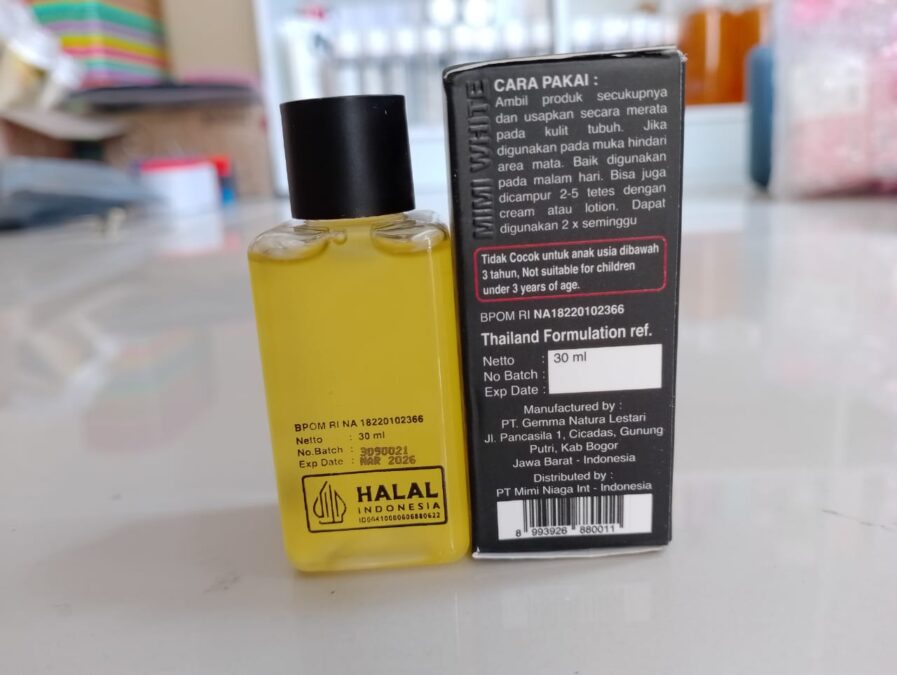 BPOM RI NA 18220102366
Netto : 30 ml
No.Batch : 3090021
Exp Date : MAR 2026
HALAL
INDONESIA
MIMI WHITE
CARA PAKAI :
Ambil produk secukupnya
dan usapkan secara merata
pada kulit tubuh. Jika
digunakan pada muka hindari
area mata. Baik digunakan
pada malam hari. Bisa juga
dicampur 2-5 tetes dengan
cream atau lotion. Dapat
digunakan 2 x seminggu
Tidak Cocok untuk anak usia dibawah
3 tahun, Not suitable for children
under 3 years of age.
BPOM RI NA18220102366
Thailand Formulation ref.
Netto : 30 ml
No Batch :
Exp Date :
Manufactured by :
PT. Gemma Natura Lestari
Jl. Pancasila 1, Cicadas, Gunung
Putri, Kab Bogor
Jawa Barat - Indonesia
Distributed by :
PT Mimi Niaga Int - Indonesia
8 993926 880011